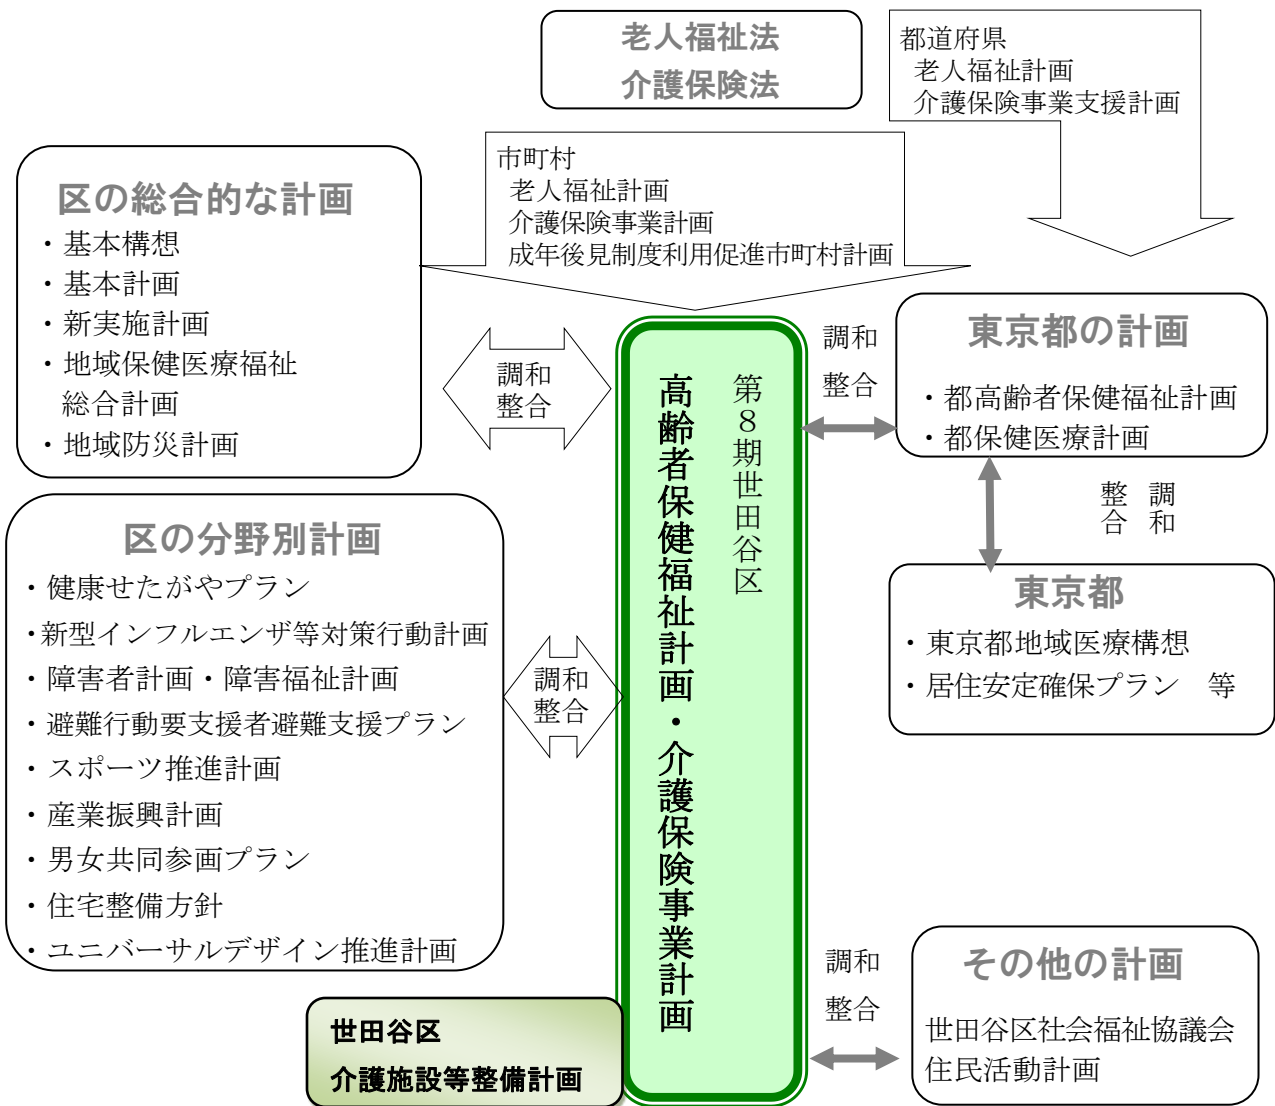 老人福祉法
介護保険法
都道府県
老人福祉計画
介護保険事業支援計画
市町村
老人福祉計画
介護保険事業計画
成年後見制度利用促進市町村計画
区の総合的な計画
・基本構想
・基本計画
・新実施計画
・地域保健医療福祉
総合計画
・地域防災計画
調和
整合
第8期世田谷区
高齢者保健福祉計画・介護保険事業計画
調和
整合
東京都の計画
・都高齢者保健福祉計画
・都保健医療計画
調和
整合
東京都
・東京都地域医療構想
・居住安定確保プラン　等
区の分野別計画
・健康せたがやプラン
・新型インフルエンザ等対策行動計画
・障害者計画・障害福祉計画
・避難行動要支援者避難支援プラン
・スポーツ推進計画
・産業振興計画
・男女共同参画プラン
・住宅整備方針
・ユニバーサルデザイン推進計画
調和
整合
世田谷区
介護施設等整備計画
調和
整合
その他の計画
世田谷区社会福祉協議会
住民活動計画